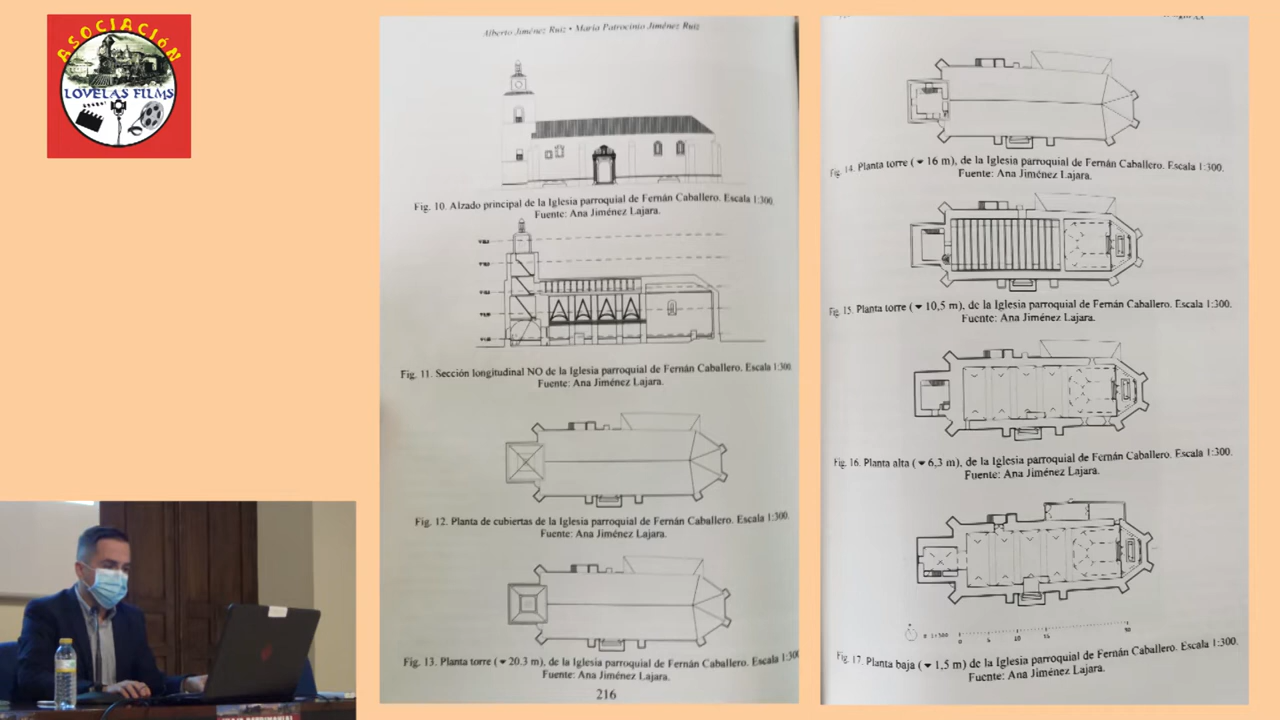 ASOCIACIÓN
LOVELAS FILMS
Alberto Jiménez Ruiz • María Patrocinio Jiménez Ruiz
Fig. 10. Alzado principal de la Iglesia parroquial de Fernán Caballero. Escala 1:300.
Fuente: Ana Jiménez Lajara.
Fig. 11. Sección longitudinal NO de la Iglesia parroquial de Fernán Caballero. Escala 1:300.
Fuente: Ana Jiménez Lajara.
Fig. 12. Planta de cubiertas de la Iglesia parroquial de Fernán Caballero. Escala 1:300.
Fuente: Ana Jiménez Lajara.
Fig. 13. Planta torre (▾ 20.3 m), de la Iglesia parroquial de Fernán Caballero. Escala 1:300
Fuente: Ana Jiménez Lajara.
216
Fig. 14. Planta torre (▾ 16 m), de la Iglesia parroquial de Fernán Caballero. Escala 1:300.
Fuente: Ana Jiménez Lajara.
Fig. 15. Planta torre (▾ 10,5 m), de la Iglesia parroquial de Fernán Caballero. Escala 1:300.
Fuente: Ana Jiménez Lajara.
Fig. 16. Planta alta (▾ 6,3 m), de la Iglesia parroquial de Fernán Caballero. Escala 1:300.
Fuente: Ana Jiménez Lajara.
Fig. 17. Planta baja (▾ 1,5 m) de la Iglesia parroquial de Fernán Caballero. Escala 1:300.
Fuente: Ana Jiménez Lajara.